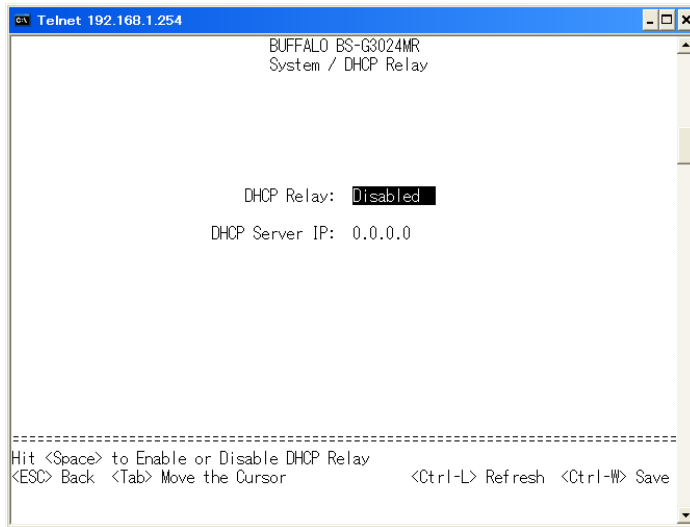 Telnet 192.168.1.254
BUFFALO BS-G3024MR
System / DHCP Relay
DHCP Relay: Disabled
DHCP Server IP: 0.0.0.0
================================================================================
Hit <Space> to Enable or Disable DHCP Relay
<ESC> Back <Tab> Move the Cursor <Ctrl-L> Refresh <Ctrl-W> Save